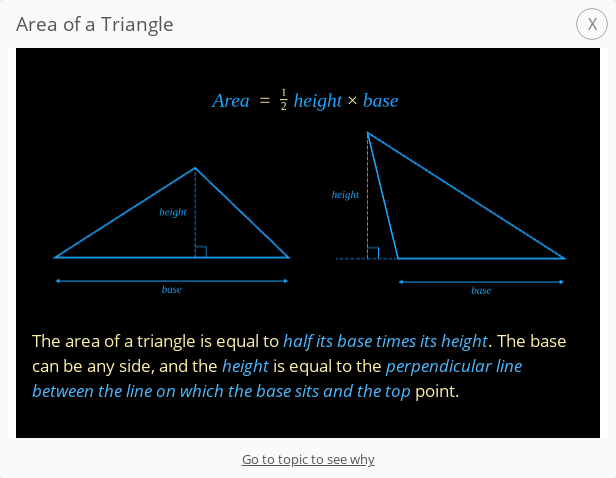 Area of a Triangle
X
Area = 1/2 height × base
height
height
base
base
The area of a triangle is equal to half its base times its height. The base
can be any side, and the height is equal to the perpendicular line
between the line on which the base sits and the top point.
Go to topic to see why